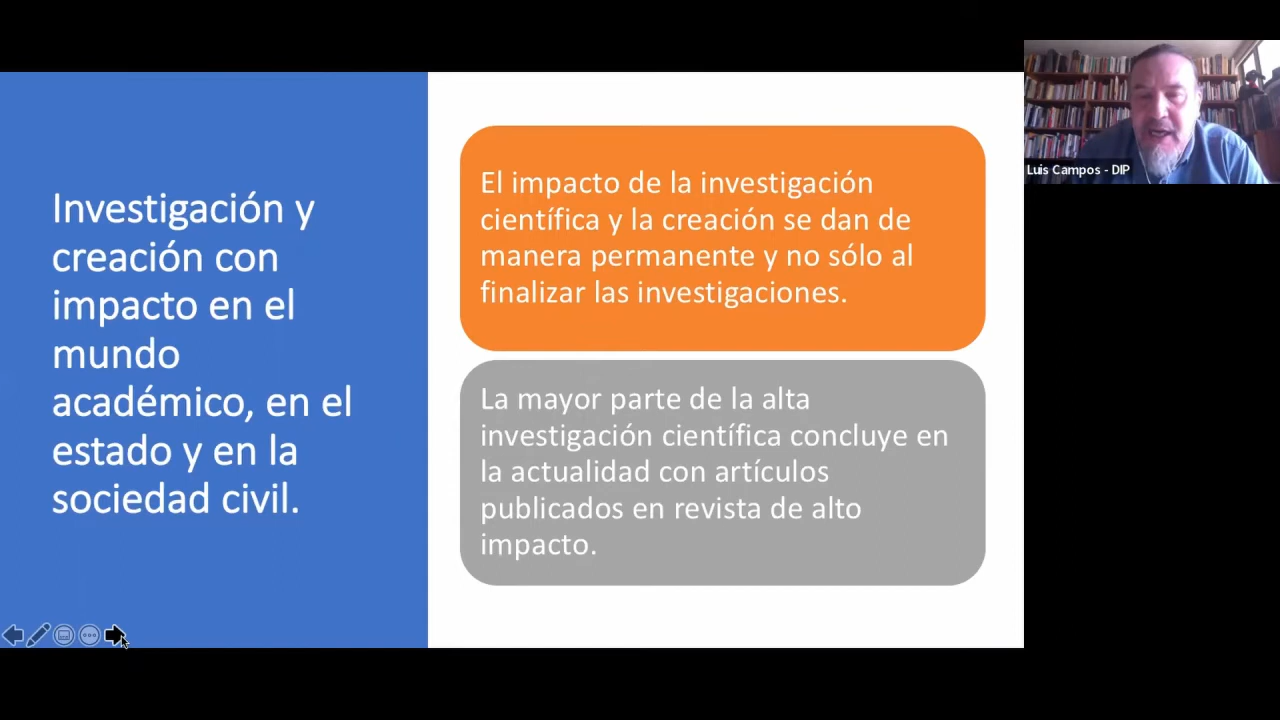 Investigación y
creación con
impacto en el
mundo
académico, en el
estado y en la
sociedad civil.
El impacto de la investigación
científica y la creación se dan de
manera permanente y no sólo al
finalizar las investigaciones.
La mayor parte de la alta
investigación científica concluye en
la actualidad con artículos
publicados en revista de alto
impacto.
Luis Campos - DIP